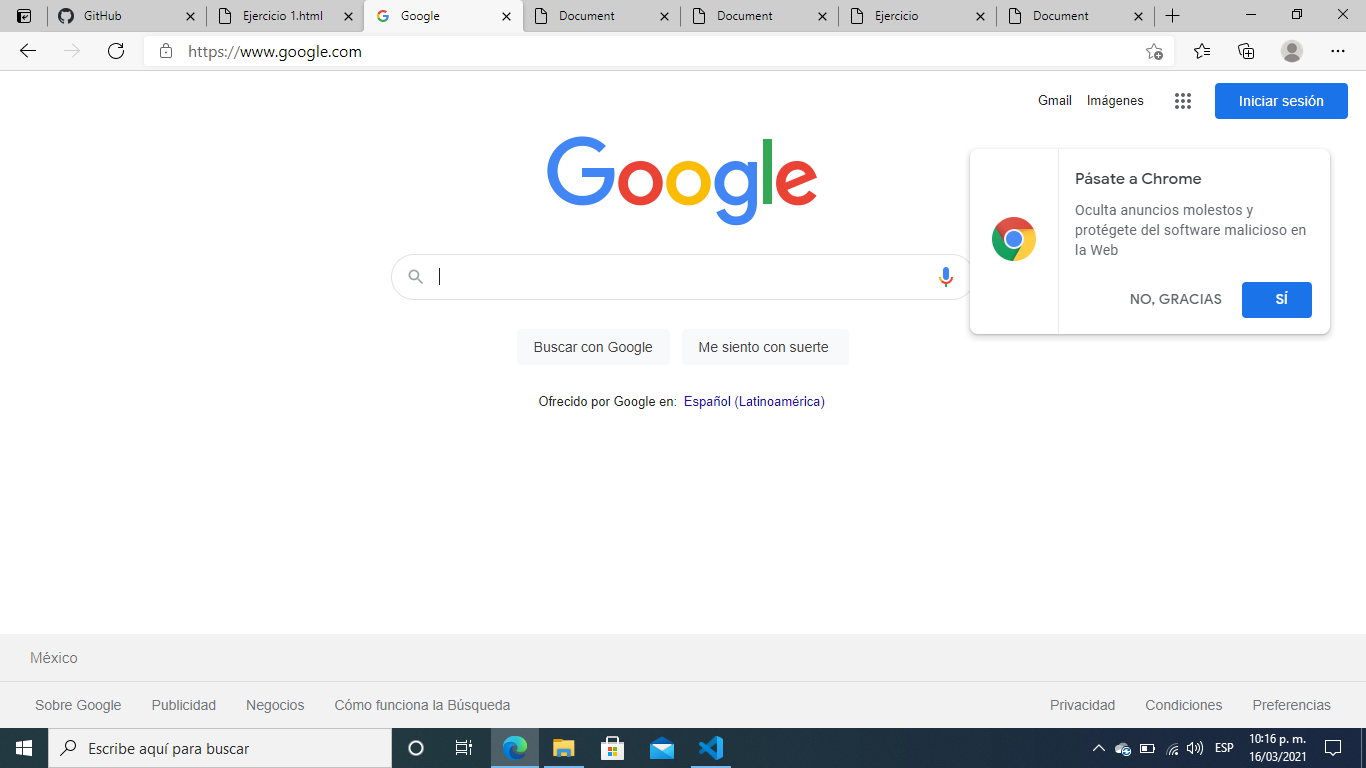 GitHub
Ejercicio 1.html
Google
Document
Document
Ejercicio
Document
https://www.google.com
Gmail
Imágenes
Iniciar sesión
Google
Pásate a Chrome
Oculta anuncios molestos y
protégete del software malicioso en
la Web
NO, GRACIAS
SÍ
Buscar con Google
Me siento con suerte
Ofrecido por Google en: Español (Latinoamérica)
México
Sobre Google
Publicidad
Negocios
Cómo funciona la Búsqueda
Privacidad
Condiciones
Preferencias
Escribe aquí para buscar
ESP
10:16 p. m.
16/03/2021